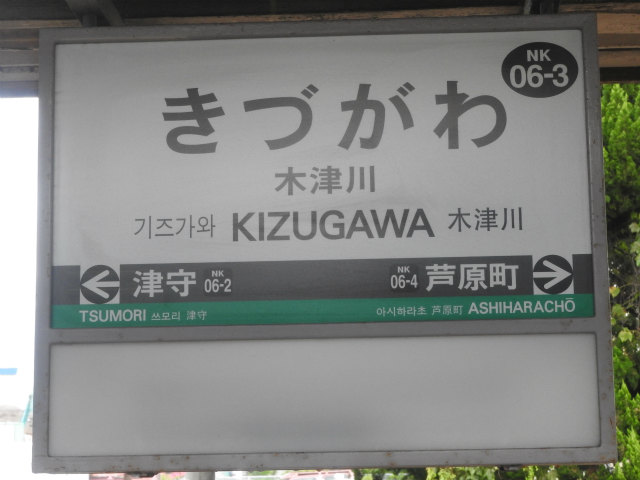 NK
06-3
きづがわ
木津川
기즈가와 KIZUGAWA 木津川
津守 NK 06-2 NK 06-4 芦原町
TSUMORI 쓰모리 津守 아시하라초 芦原町 ASHIHARACHŌ